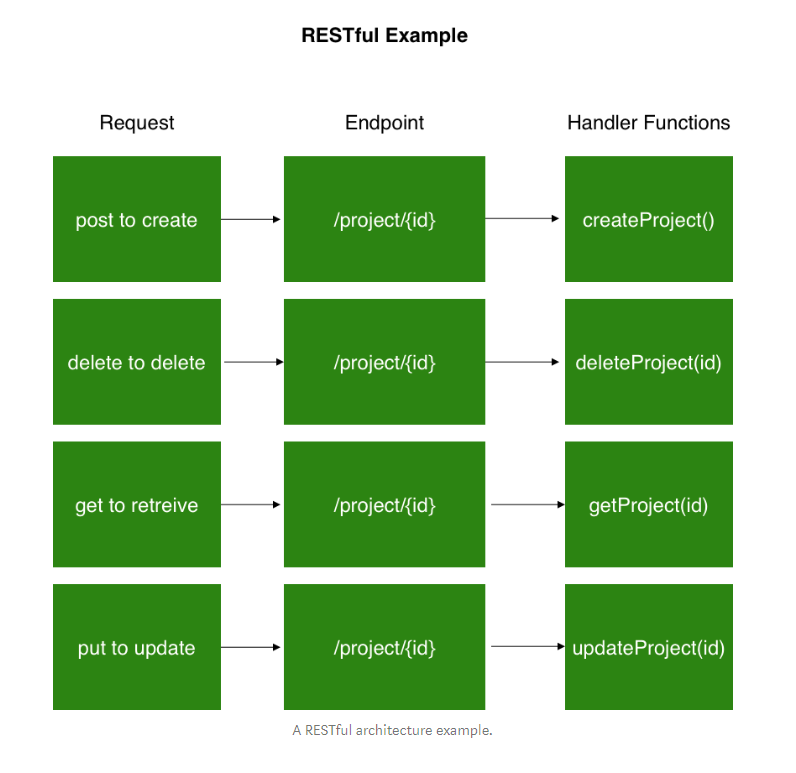 RESTful Example
Request Endpoint Handler Functions
post to create /project/{id} createProject()
delete to delete /project/{id} deleteProject(id)
get to retreive /project/{id} getProject(id)
put to update /project/{id} updateProject(id)
A RESTful architecture example.